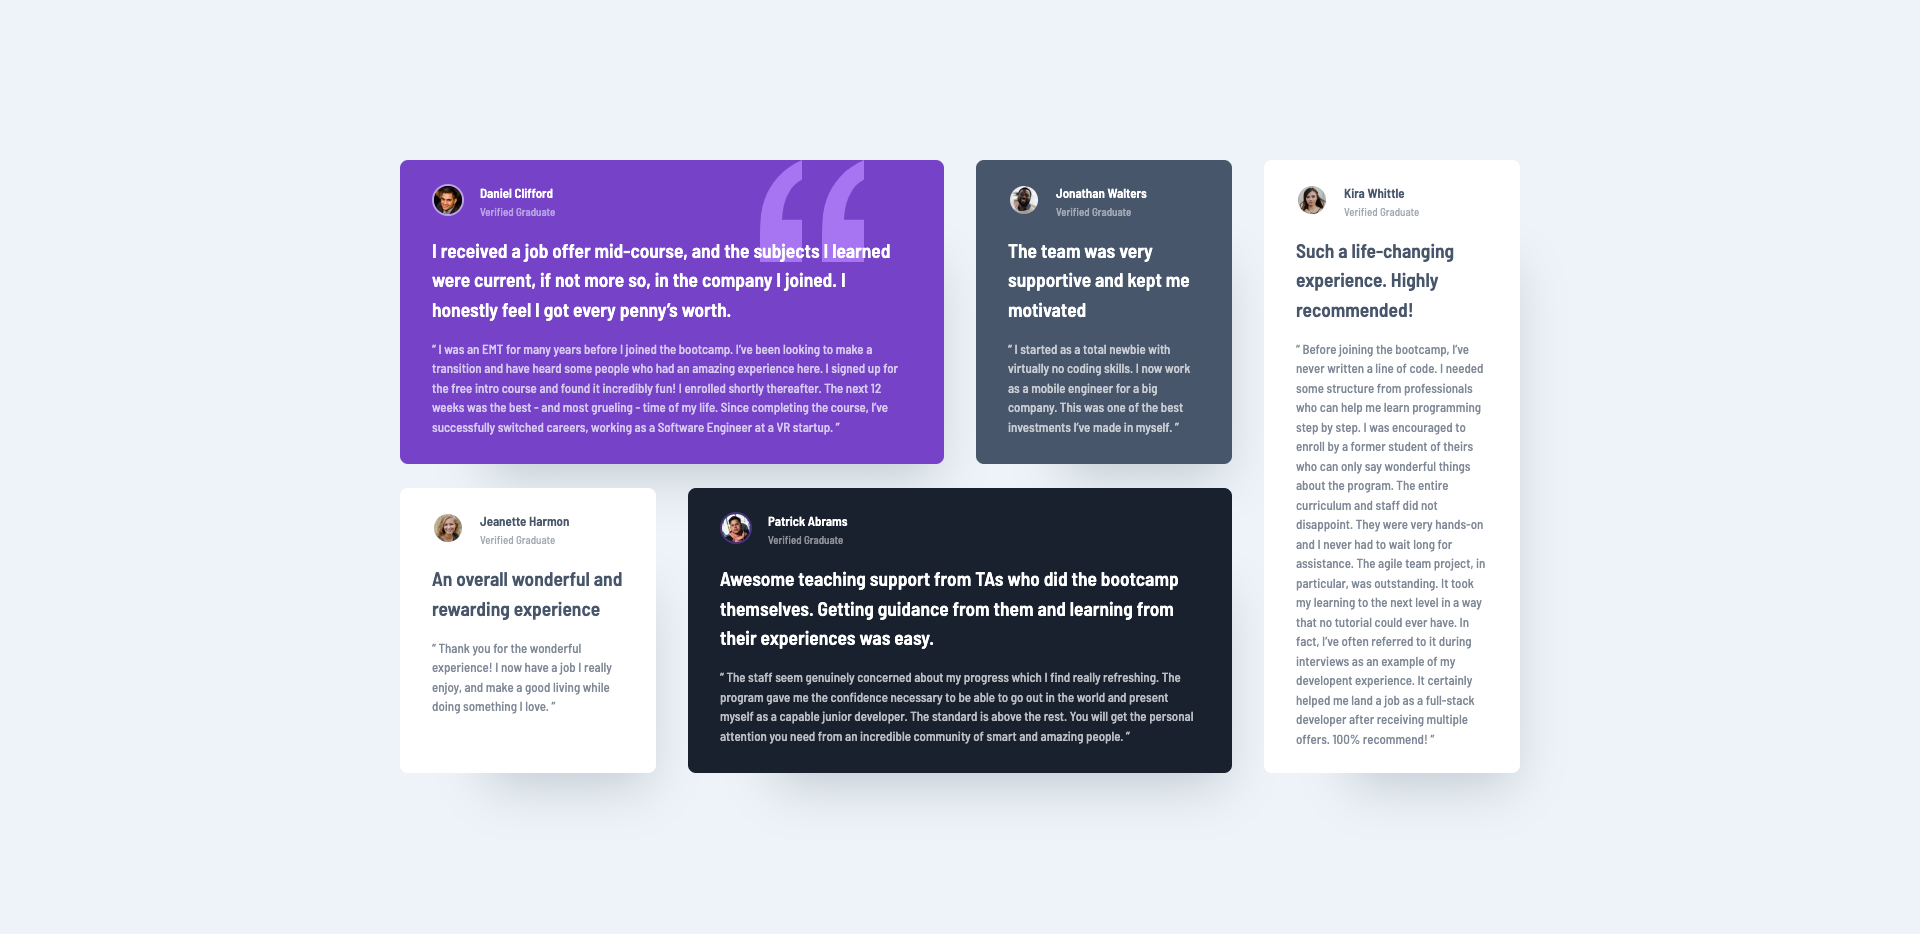 Daniel Clifford
Verified Graduate
I received a job offer mid-course, and the subjects I learned
were current, if not more so, in the company I joined. I
honestly feel I got every penny’s worth.
“ I was an EMT for many years before I joined the bootcamp. I’ve been looking to make a
transition and have heard some people who had an amazing experience here. I signed up for
the free intro course and found it incredibly fun! I enrolled shortly thereafter. The next 12
weeks was the best - and most grueling - time of my life. Since completing the course, I’ve
successfully switched careers, working as a Software Engineer at a VR startup. ”
Jonathan Walters
Verified Graduate
The team was very
supportive and kept me
motivated
“ I started as a total newbie with
virtually no coding skills. I now work
as a mobile engineer for a big
company. This was one of the best
investments I’ve made in myself. ”
Kira Whittle
Verified Graduate
Such a life-changing
experience. Highly
recommended!
“ Before joining the bootcamp, I’ve
never written a line of code. I needed
some structure from professionals
who can help me learn programming
step by step. I was encouraged to
enroll by a former student of theirs
who can only say wonderful things
about the program. The entire
curriculum and staff did not
disappoint. They were very hands-on
and I never had to wait long for
assistance. The agile team project, in
particular, was outstanding. It took
my learning to the next level in a way
that no tutorial could ever have. In
fact, I’ve often referred to it during
interviews as an example of my
developent experience. It certainly
helped me land a job as a full-stack
developer after receiving multiple
offers. 100% recommend! ”
Jeanette Harmon
Verified Graduate
An overall wonderful and
rewarding experience
“ Thank you for the wonderful
experience! I now have a job I really
enjoy, and make a good living while
doing something I love. ”
Patrick Abrams
Verified Graduate
Awesome teaching support from TAs who did the bootcamp
themselves. Getting guidance from them and learning from
their experiences was easy.
“ The staff seem genuinely concerned about my progress which I find really refreshing. The
program gave me the confidence necessary to be able to go out in the world and present
myself as a capable junior developer. The standard is above the rest. You will get the personal
attention you need from an incredible community of smart and amazing people. ”